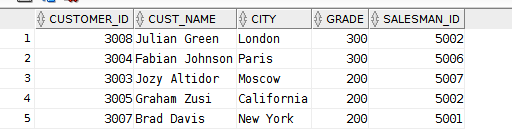 CUSTOMER_ID CUST_NAME CITY GRADE SALESMAN_ID
1 3008 Julian Green London 300 5002
2 3004 Fabian Johnson Paris 300 5006
3 3003 Jozy Altidor Moscow 200 5007
4 3005 Graham Zusi California 200 5002
5 3007 Brad Davis New York 200 5001